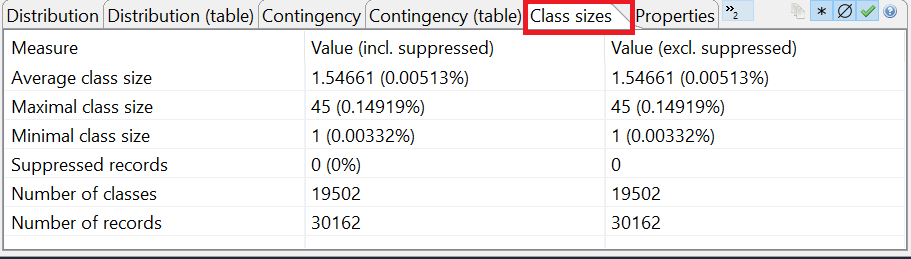 Distribution Distribution (table) Contingency Contingency (table) Class sizes Properties »2
Measure Value (incl. suppressed) Value (excl. suppressed)
Average class size 1.54661 (0.00513%) 1.54661 (0.00513%)
Maximal class size 45 (0.14919%) 45 (0.14919%)
Minimal class size 1 (0.00332%) 1 (0.00332%)
Suppressed records 0 (0%) 0
Number of classes 19502 19502
Number of records 30162 30162